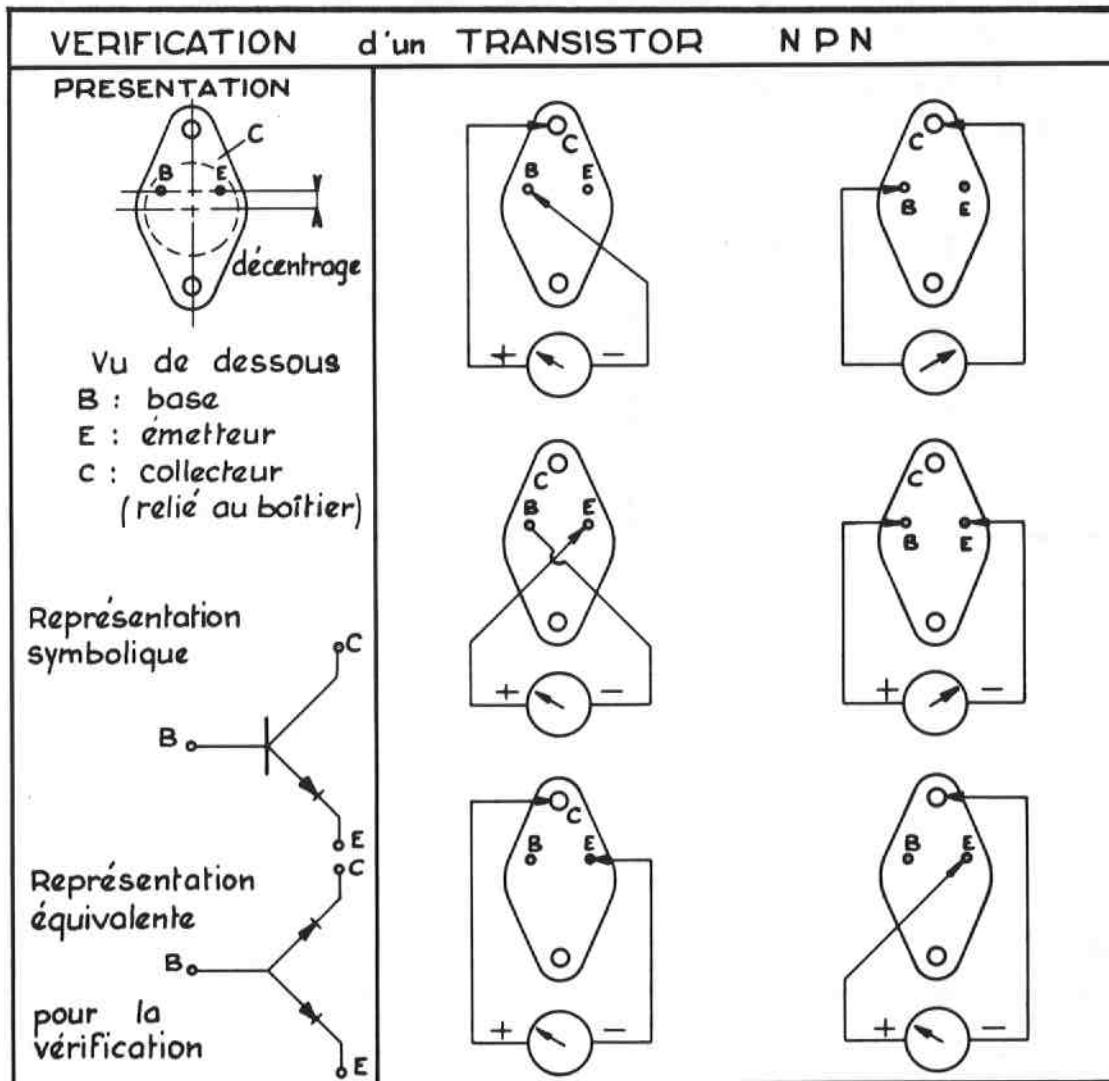 VERIFICATION d'un TRANSISTOR NPN
PRESENTATION
C
B E
décentrage
Vu de dessous
B : base
E : émetteur
C : collecteur
(relié au boîtier)
Représentation
symbolique
C
B
E
Représentation
équivalente
C
B
pour la
vérification
E
C
B E
+ -
C
B E
C
B E
+ -
C
B E
+ -
C
B E
+ -
B E
+ -